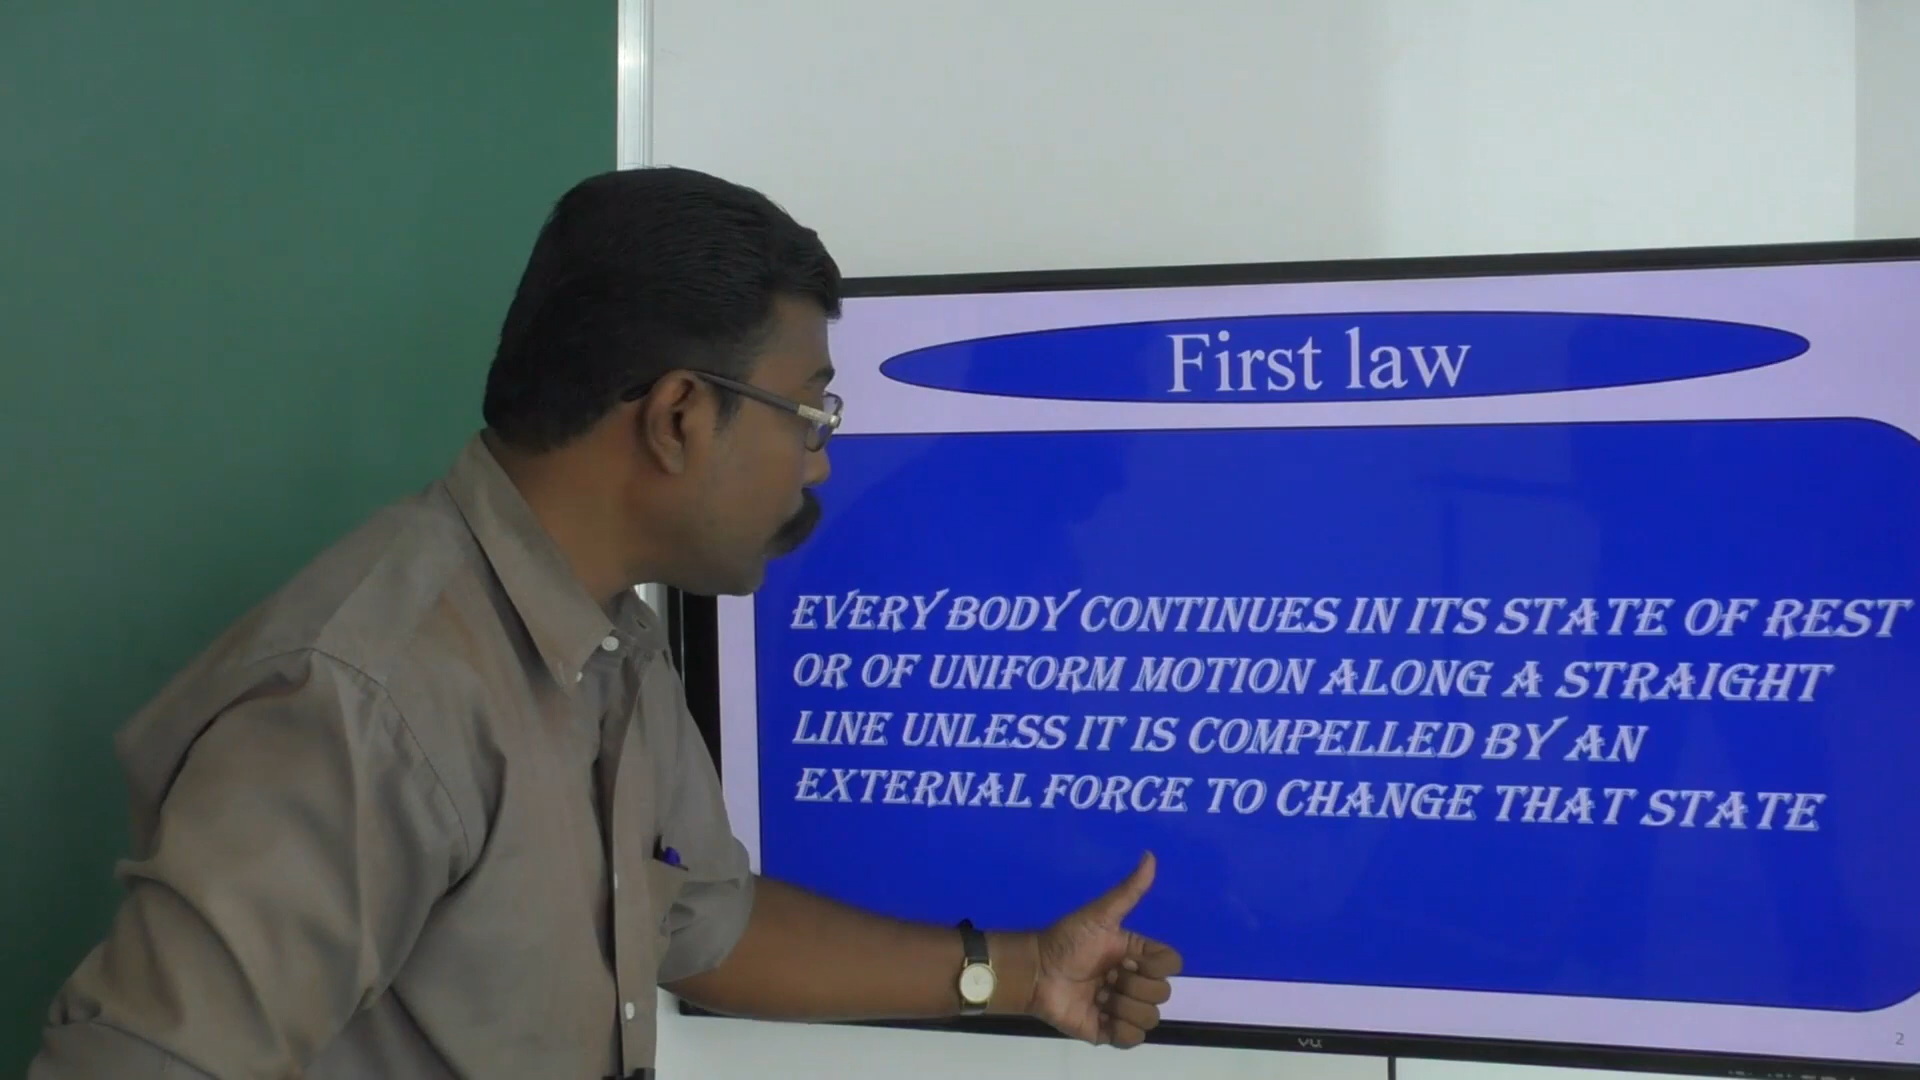 First law
EVERY BODY CONTINUES IN ITS STATE OF REST
OR OF UNIFORM MOTION ALONG A STRAIGHT
LINE UNLESS IT IS COMPELLED BY AN
EXTERNAL FORCE TO CHANGE THAT STATE
2